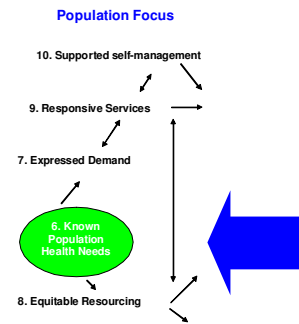 Population Focus
10. Supported self-management
9. Responsive Services
7. Expressed Demand
6. Known
Population
Health Needs
8. Equitable Resourcing